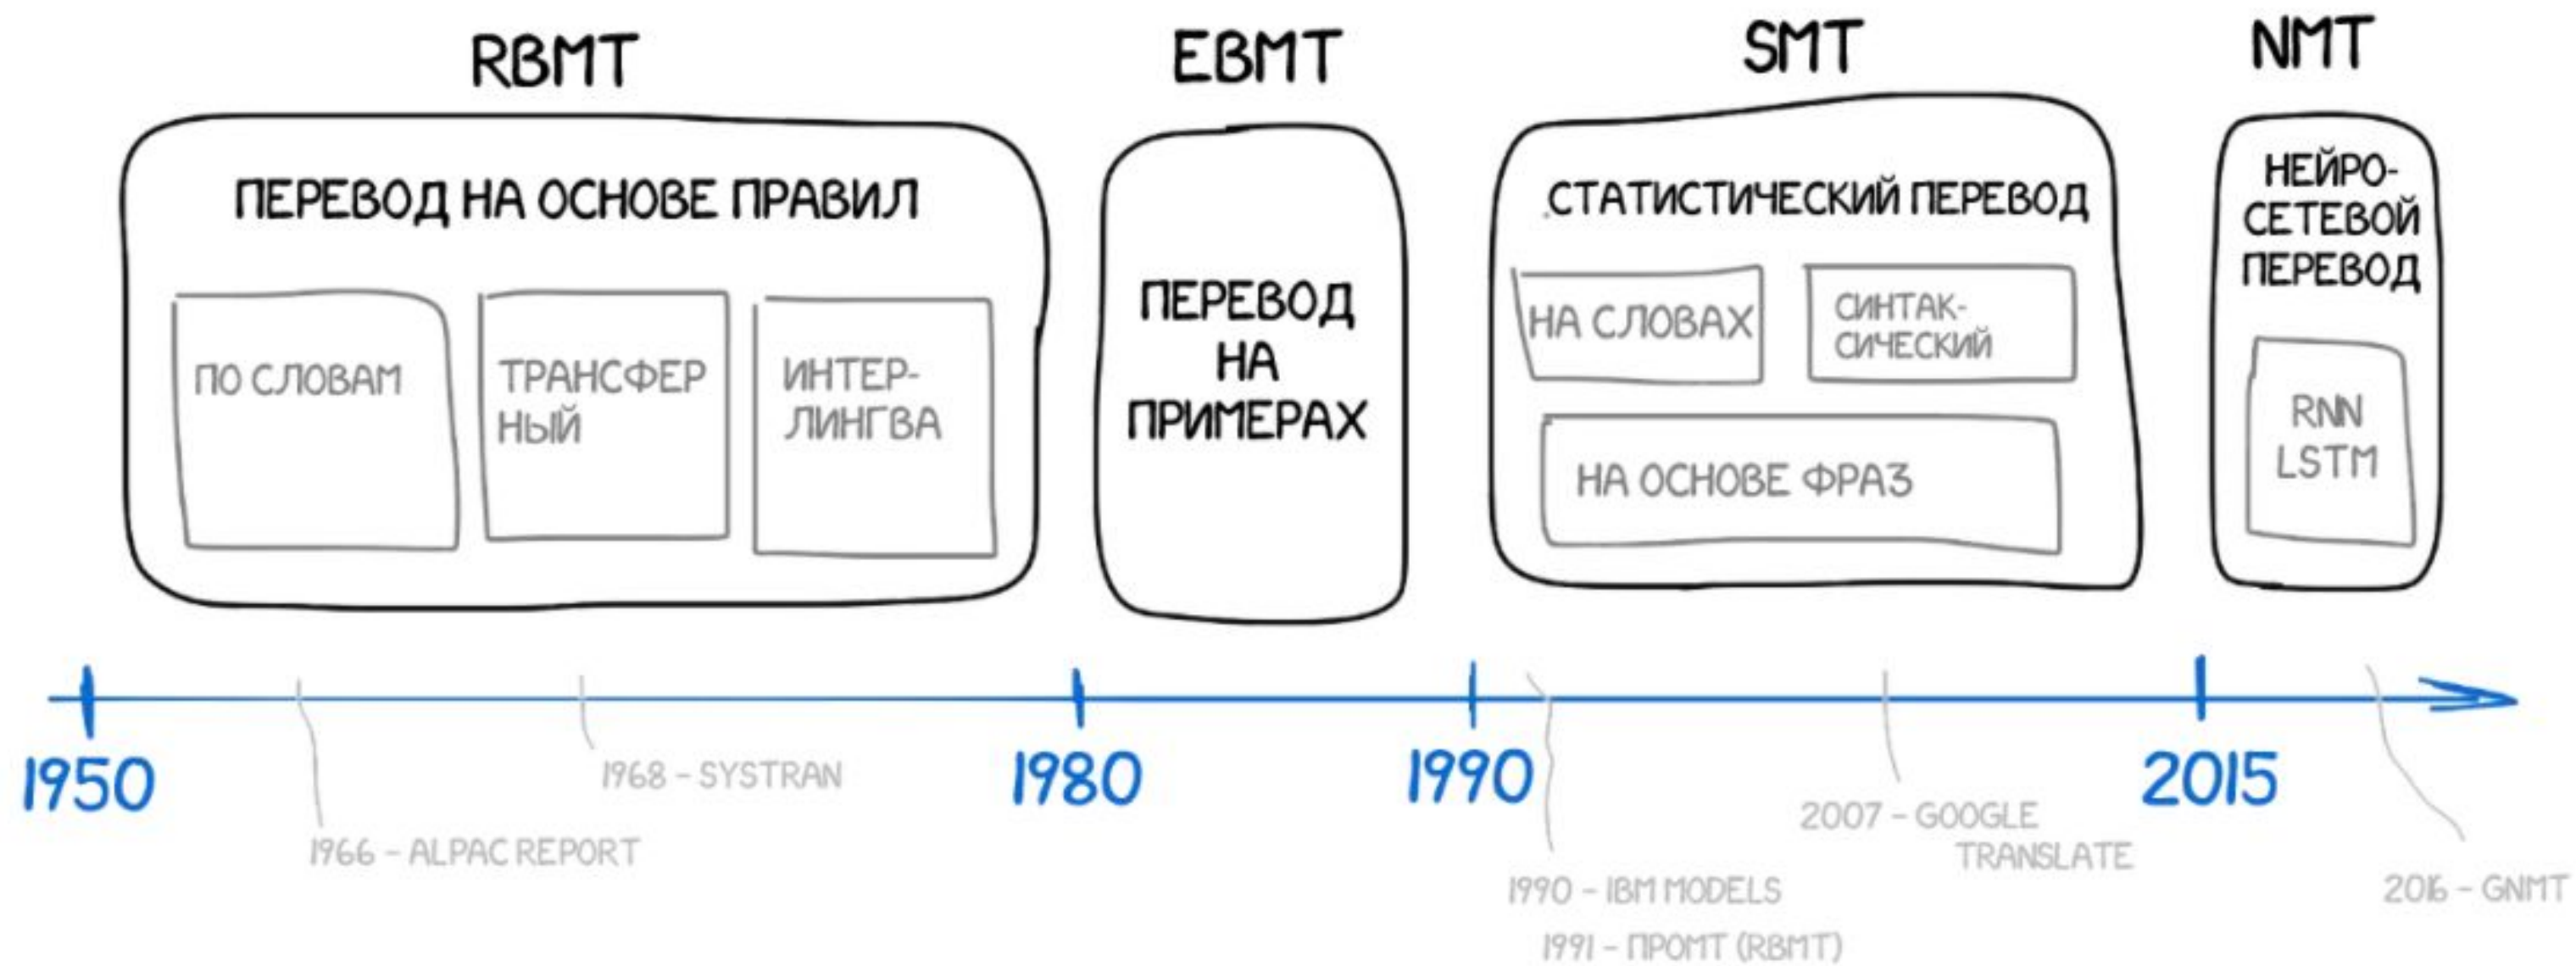 RBMT
ПЕРЕВОД НА ОСНОВЕ ПРАВИЛ
ПО СЛОВАМ
ТРАНСФЕР
НЫЙ
ИНТЕР-
ЛИНГВА
EBMT
ПЕРЕВОД
НА
ПРИМЕРАХ
SMT
СТАТИСТИЧЕСКИЙ ПЕРЕВОД
НА СЛОВАХ
СИНТАК-
СИЧЕСКИЙ
НА ОСНОВЕ ФРАЗ
NMT
НЕЙРО-
СЕТЕВОЙ
ПЕРЕВОД
RNN
LSTM
1950
1966 - ALPAC REPORT
1968 - SYSTRAN
1980
1990
1990 - IBM MODELS
1991 - ПРОМТ (RBMT)
2007 - GOOGLE
TRANSLATE
2015
2016 - GNMT